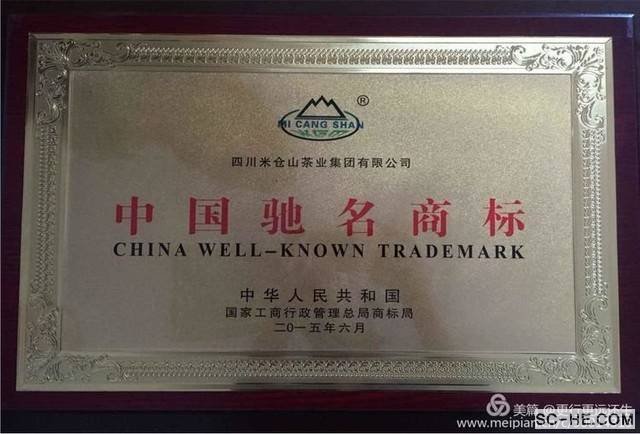 ®
MI CANG SHAN
四川米仓山茶业集团有限公司
中国驰名商标
CHINA WELL-KNOWN TRADEMARK
中华人民共和国
国家工商行政管理总局商标局
二〇一五年六月
美篇
SC-HE.COM